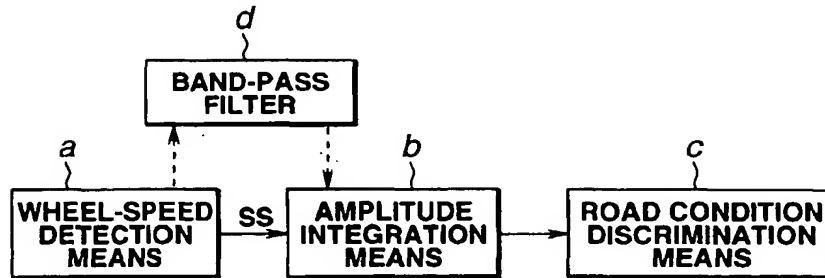 d
BAND-PASS
FILTER
a
b
c
WHEEL-SPEED
DETECTION
MEANS
SS
AMPLITUDE
INTEGRATION
MEANS
ROAD CONDITION
DISCRIMINATION
MEANS